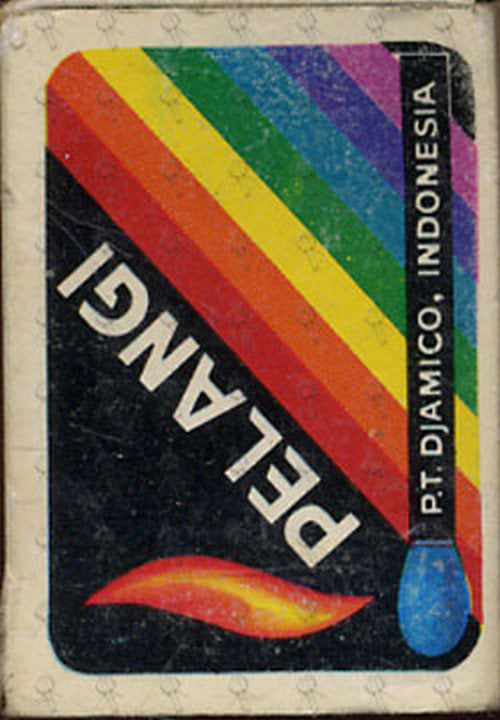 PELANGI
P.T. DJAMICO, INDONESIA